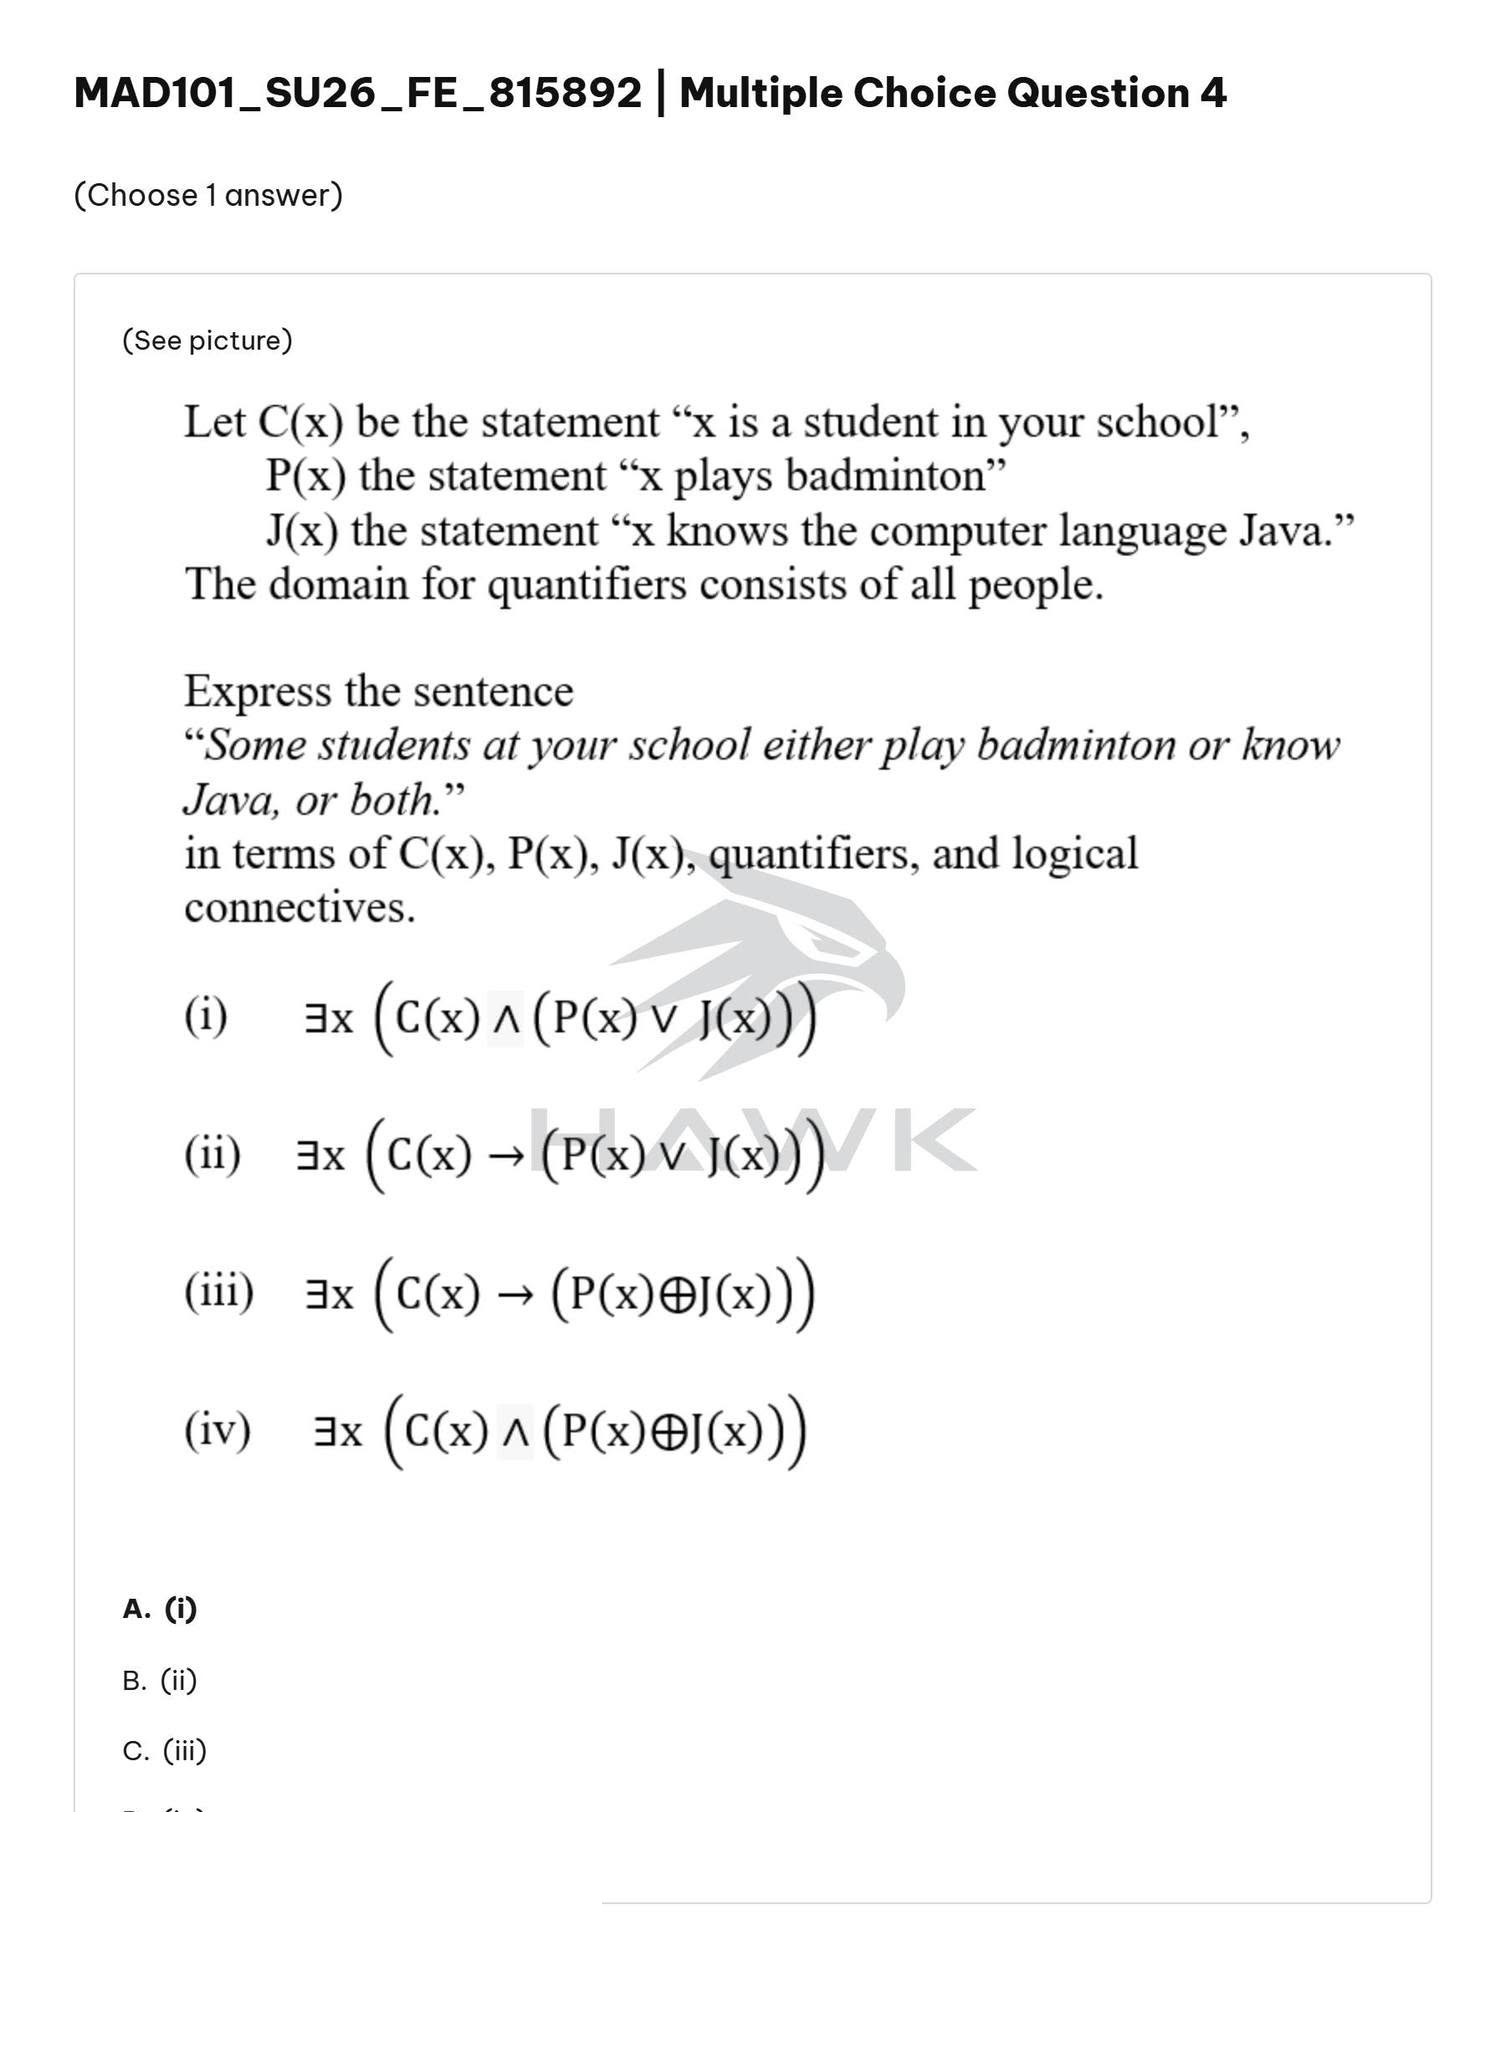 MAD101_SU26_FE_815892 | Multiple Choice Question 4
(Choose 1 answer)
(See picture)
Let C(x) be the statement “x is a student in your school”,
P(x) the statement “x plays badminton”
J(x) the statement “x knows the computer language Java.”
The domain for quantifiers consists of all people.
Express the sentence
“Some students at your school either play badminton or know
Java, or both.”
in terms of C(x), P(x), J(x), quantifiers, and logical
connectives.
(i) ∃x (C(x) ∧ (P(x) ∨ J(x)))
HAWK
(ii) ∃x (C(x) → (P(x) ∨ J(x)))
(iii) ∃x (C(x) → (P(x)⊕J(x)))
(iv) ∃x (C(x) ∧ (P(x)⊕J(x)))
A. (i)
B. (ii)
C. (iii)